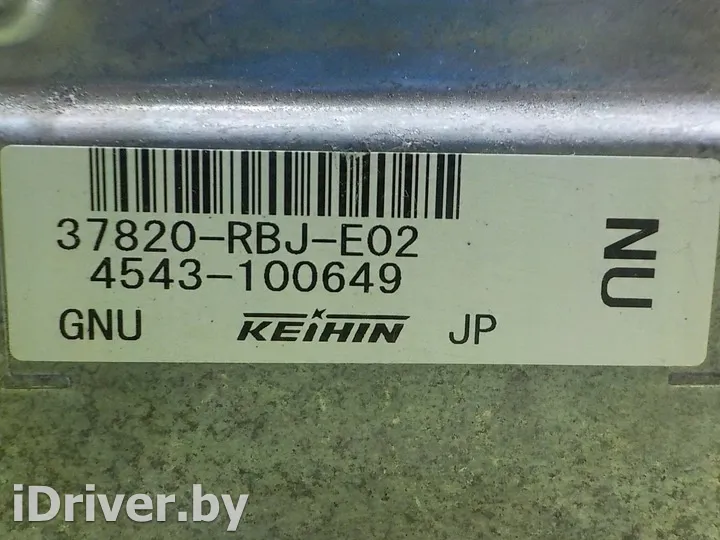 37820-RBJ-E02
4543-100649
GNU KEIHIN JP
NU
iDriver.by